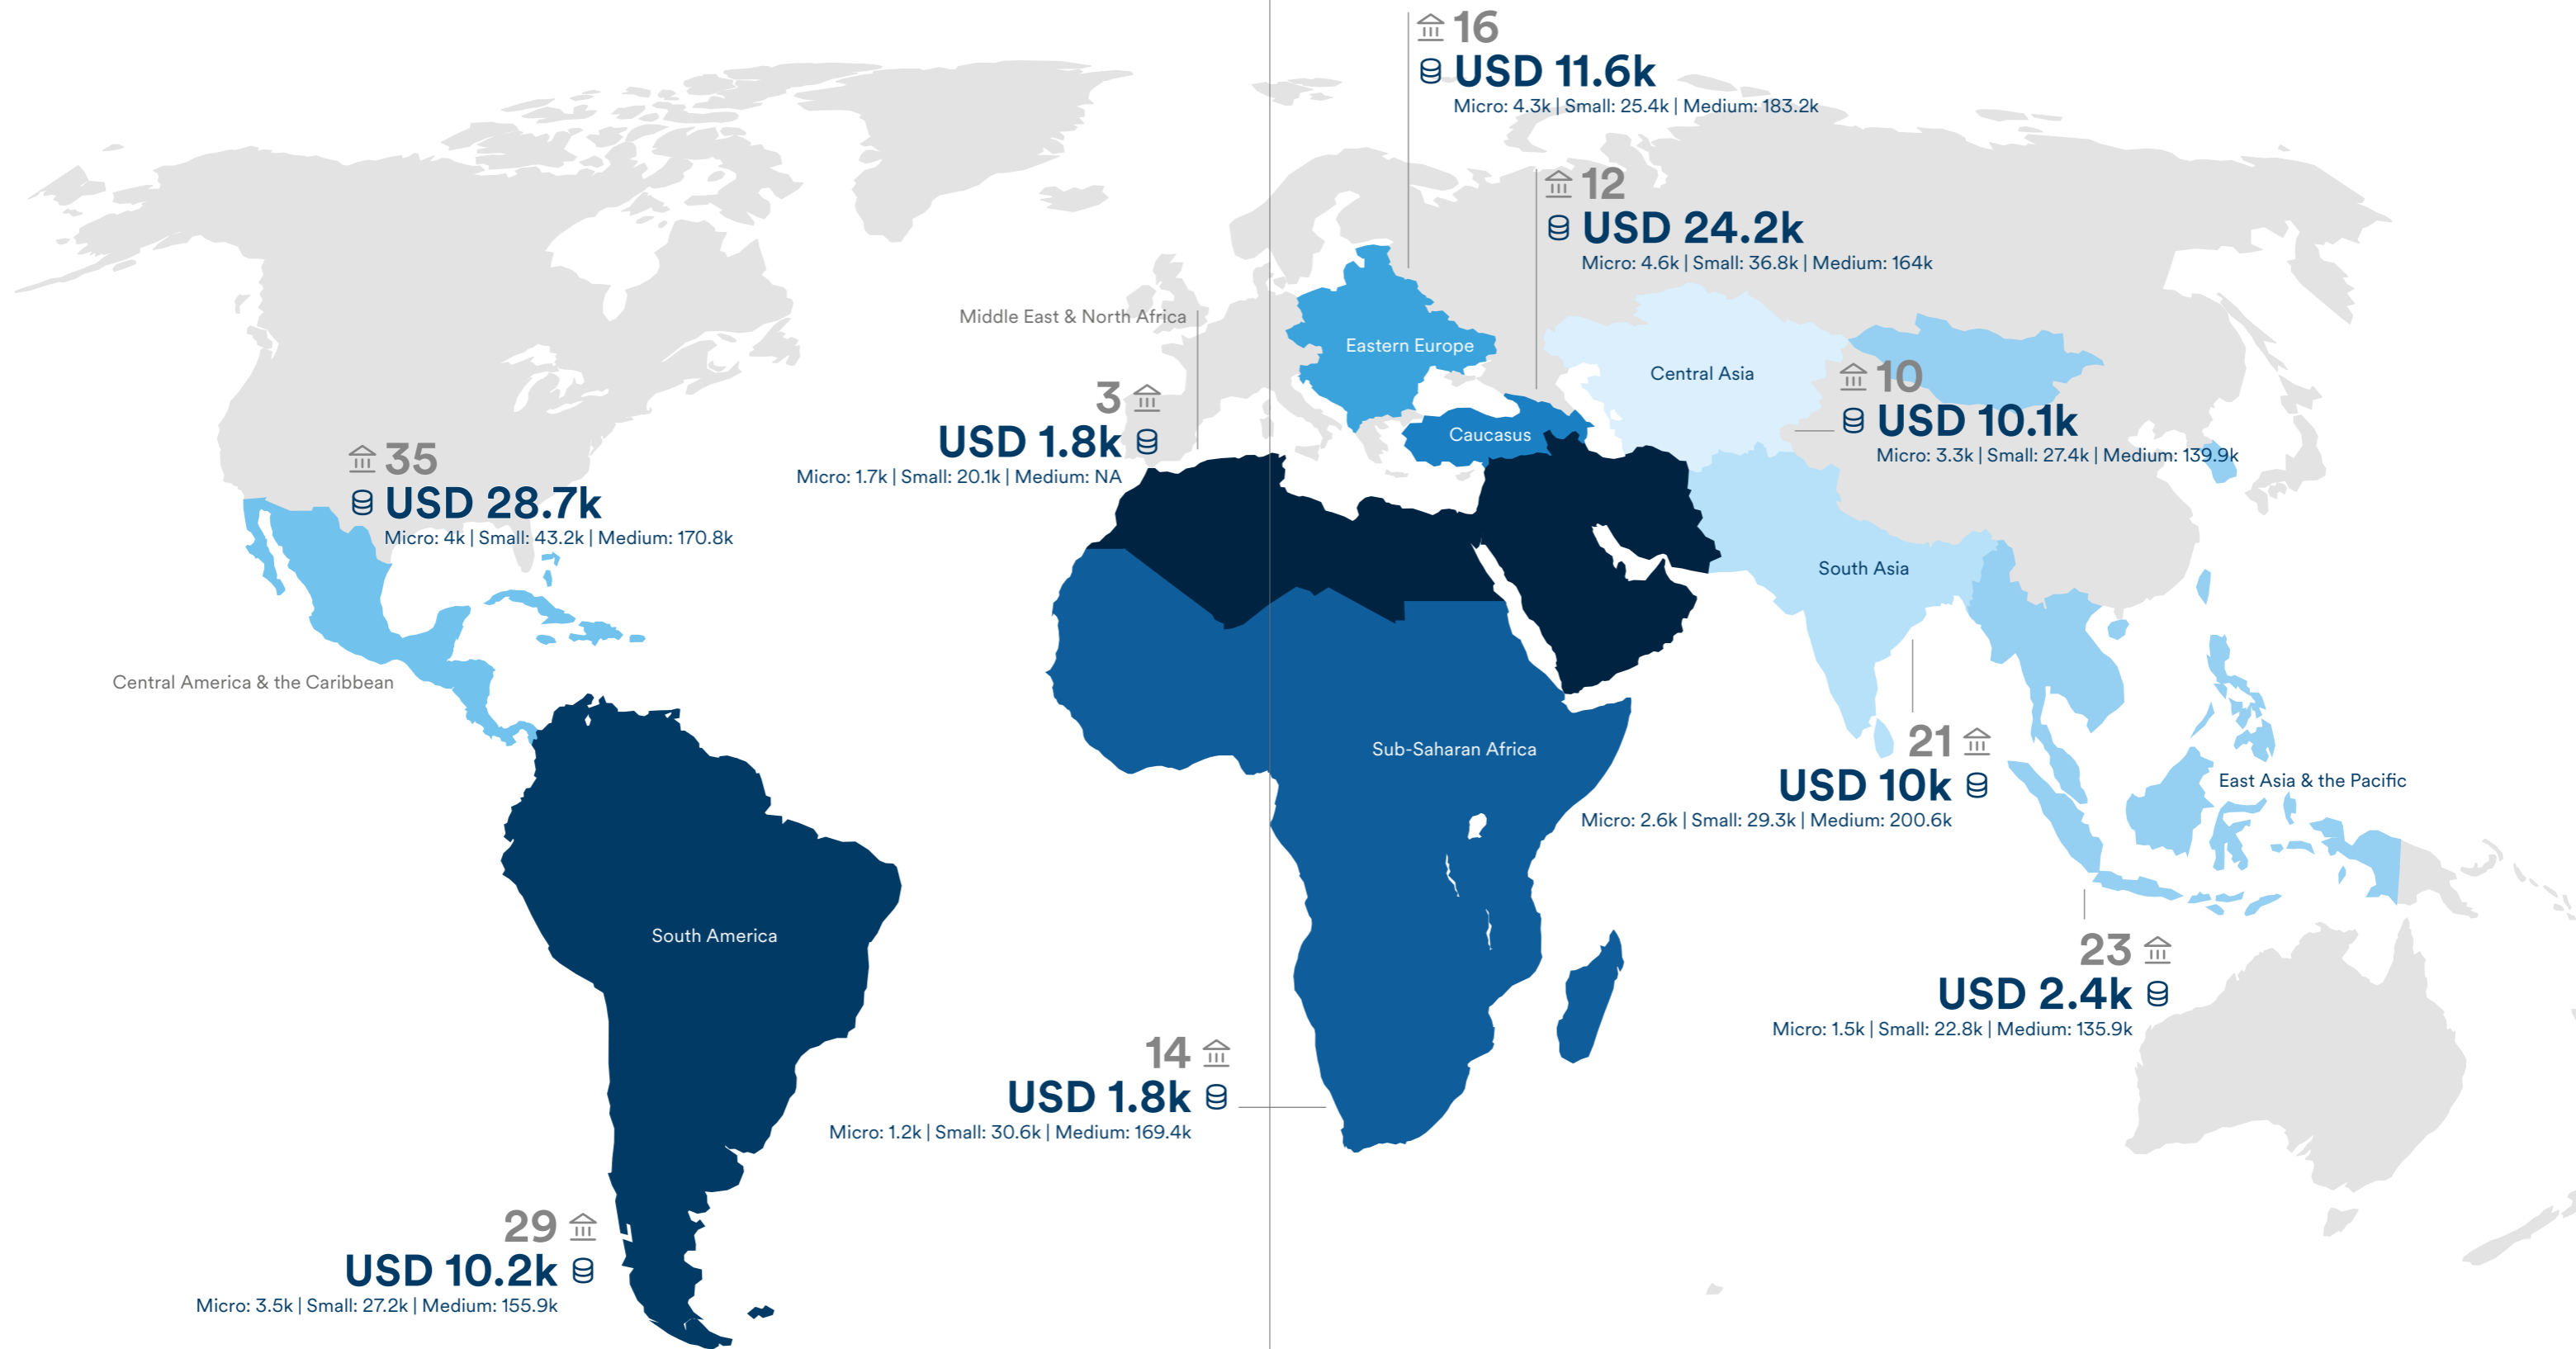 16
USD 11.6k
Micro: 4.3k | Small: 25.4k | Medium: 183.2k
12
USD 24.2k
Micro: 4.6k | Small: 36.8k | Medium: 164k
Middle East & North Africa
3
USD 1.8k
Micro: 1.7k | Small: 20.1k | Medium: NA
Eastern Europe
Caucasus
Central Asia
10
USD 10.1k
Micro: 3.3k | Small: 27.4k | Medium: 139.9k
35
USD 28.7k
Micro: 4k | Small: 43.2k | Medium: 170.8k
Central America & the Caribbean
South Asia
21
USD 10k
Micro: 2.6k | Small: 29.3k | Medium: 200.6k
Sub-Saharan Africa
East Asia & the Pacific
23
USD 2.4k
Micro: 1.5k | Small: 22.8k | Medium: 135.9k
South America
14
USD 1.8k
Micro: 1.2k | Small: 30.6k | Medium: 169.4k
29
USD 10.2k
Micro: 3.5k | Small: 27.2k | Medium: 155.9k